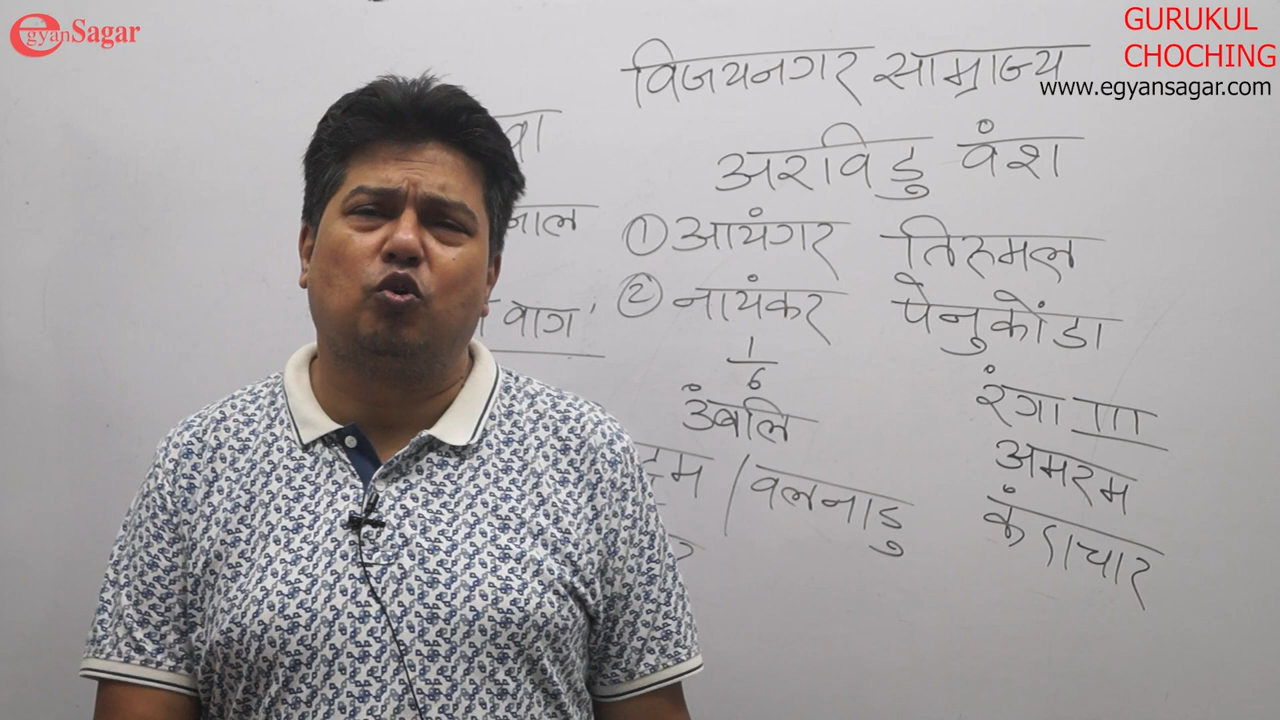 egyanSagar
GURUKUL
CHOCHING
www.egyansagar.com
विजयनगर साम्राज्य
अरविडु वंश
① आयंगर तिरुमल
② नायंकर पेनुकोंडा
1/6
रंगा III
उंबलि
अमरम
/ वलनाडु
कंदाचार
वाग'